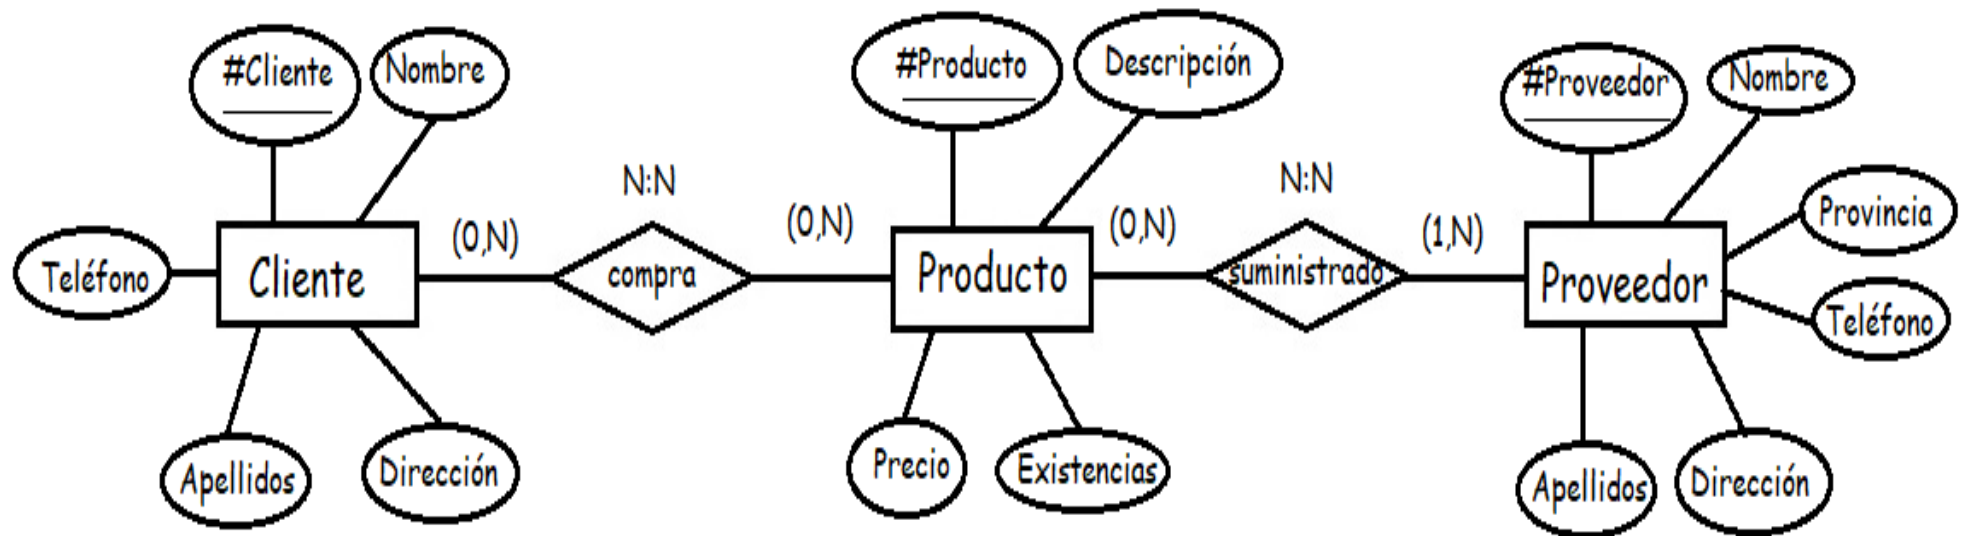 #Cliente
Nombre
Teléfono
Cliente
Apellidos
Dirección
(0,N)
N:N
compra
(0,N)
#Producto
Descripción
Producto
Precio
Existencias
(0,N)
N:N
suministrado
(1,N)
#Proveedor
Nombre
Provincia
Proveedor
Teléfono
Apellidos
Dirección